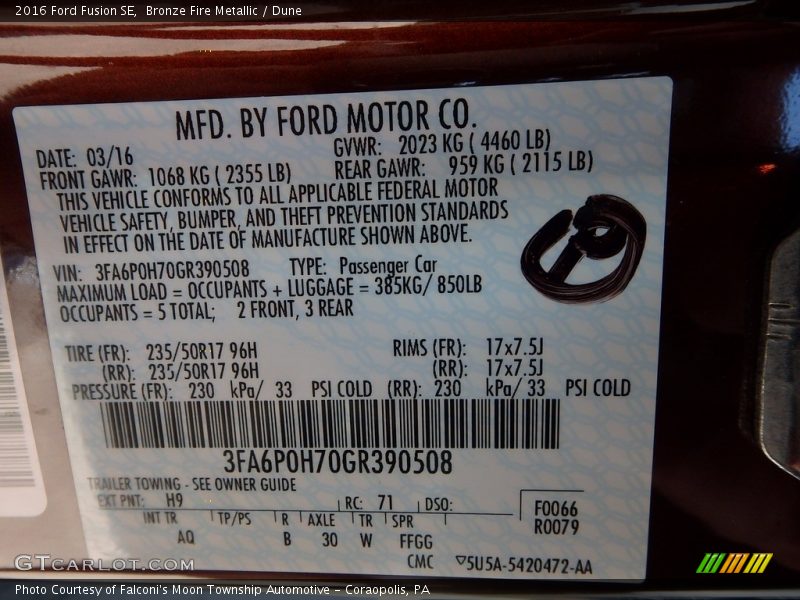 2016 Ford Fusion SE, Bronze Fire Metallic / Dune
MFD. BY FORD MOTOR CO.
DATE: 03/16 GVWR: 2023 KG ( 4460 LB)
FRONT GAWR: 1068 KG ( 2355 LB) REAR GAWR: 959 KG ( 2115 LB)
THIS VEHICLE CONFORMS TO ALL APPLICABLE FEDERAL MOTOR
VEHICLE SAFETY, BUMPER, AND THEFT PREVENTION STANDARDS
IN EFFECT ON THE DATE OF MANUFACTURE SHOWN ABOVE.
VIN: 3FA6P0H70GR390508 TYPE: Passenger Car
MAXIMUM LOAD = OCCUPANTS + LUGGAGE = 385KG/ 850LB
OCCUPANTS = 5 TOTAL; 2 FRONT, 3 REAR
TIRE (FR): 235/50R17 96H RIMS (FR): 17x7.5J
(RR): 235/50R17 96H (RR): 17x7.5J
PRESSURE (FR): 230 kPa/ 33 PSI COLD (RR): 230 kPa/ 33 PSI COLD
3FA6P0H70GR390508
TRAILER TOWING - SEE OWNER GUIDE
EXT PNT: H9 RC: 71 DSO: F0066
INT TR TP/PS R AXLE TR SPR R0079
AQ B 30 W FFGG
CMC 5U5A-5420472-AA
GTCARLOT.COM
Photo Courtesy of Falconi's Moon Township Automotive – Coraopolis, PA